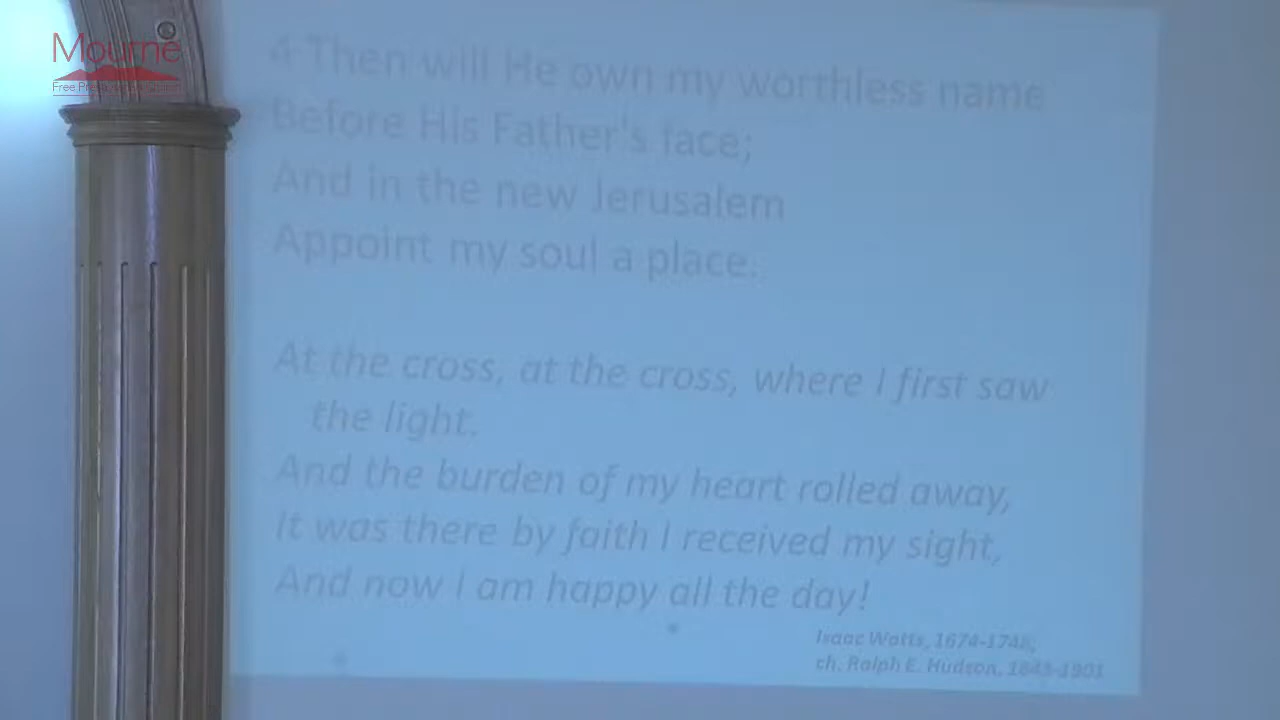 Mourne
Free Presbyterian Church
4 Then will He own my worthless name
Before His Father's face;
And in the new Jerusalem
Appoint my soul a place.
At the cross, at the cross, where I first saw
the light.
And the burden of my heart rolled away,
It was there by faith I received my sight,
And now I am happy all the day!
Isaac Watts, 1674-1748;
ch. Ralph E. Hudson, 1843-1901